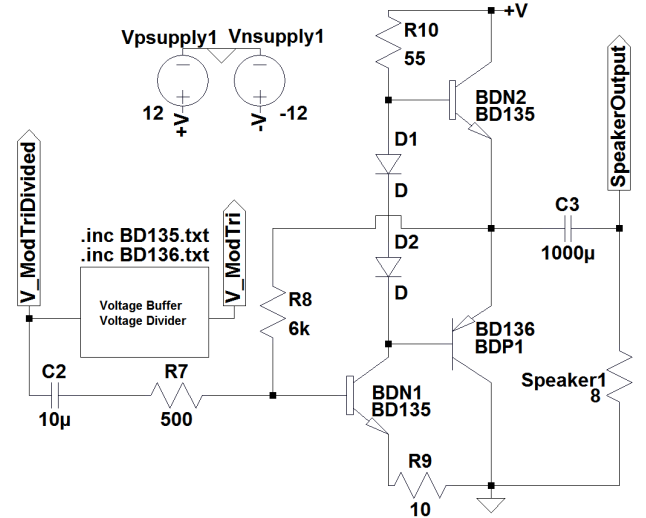 Vpsupply1
Vnsupply1
12
+V
-V
-12
R10
55
+V
BDN2
BD135
SpeakerOutput
D1
D
D2
D
C3
1000µ
V_ModTriDivided
V_ModTri
.inc BD135.txt
.inc BD136.txt
Voltage Buffer
Voltage Divider
R8
6k
BD136
BDP1
C2
10µ
R7
500
BDN1
BD135
Speaker1
8
R9
10